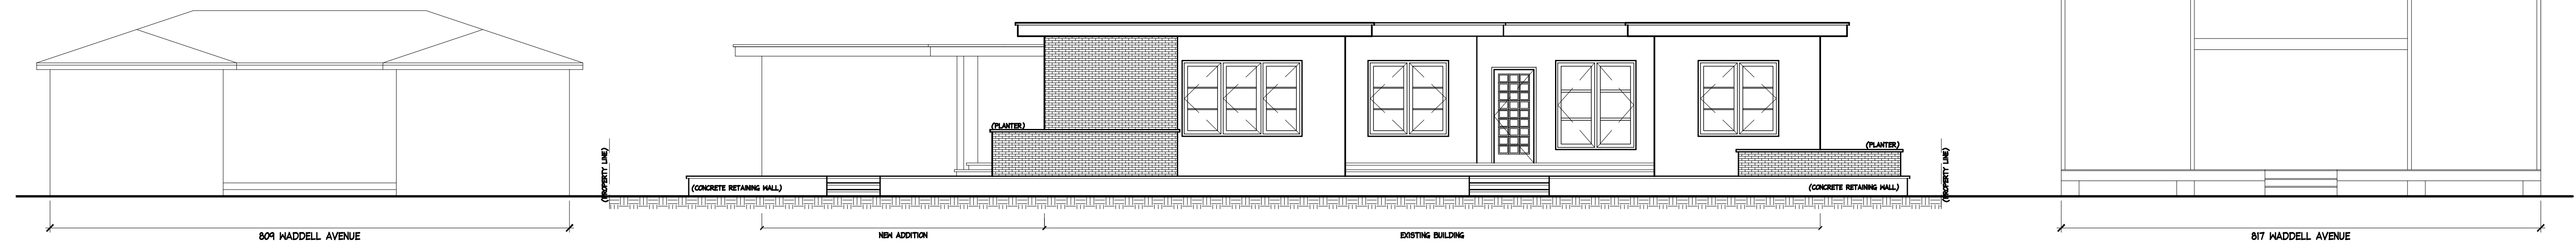 (PLANTER)
(PLANTER)
(PROPERTY LINE)
(PROPERTY LINE)
(CONCRETE RETAINING WALL)
(CONCRETE RETAINING WALL)
809 WADDELL AVENUE
NEW ADDITION
EXISTING BUILDING
817 WADDELL AVENUE